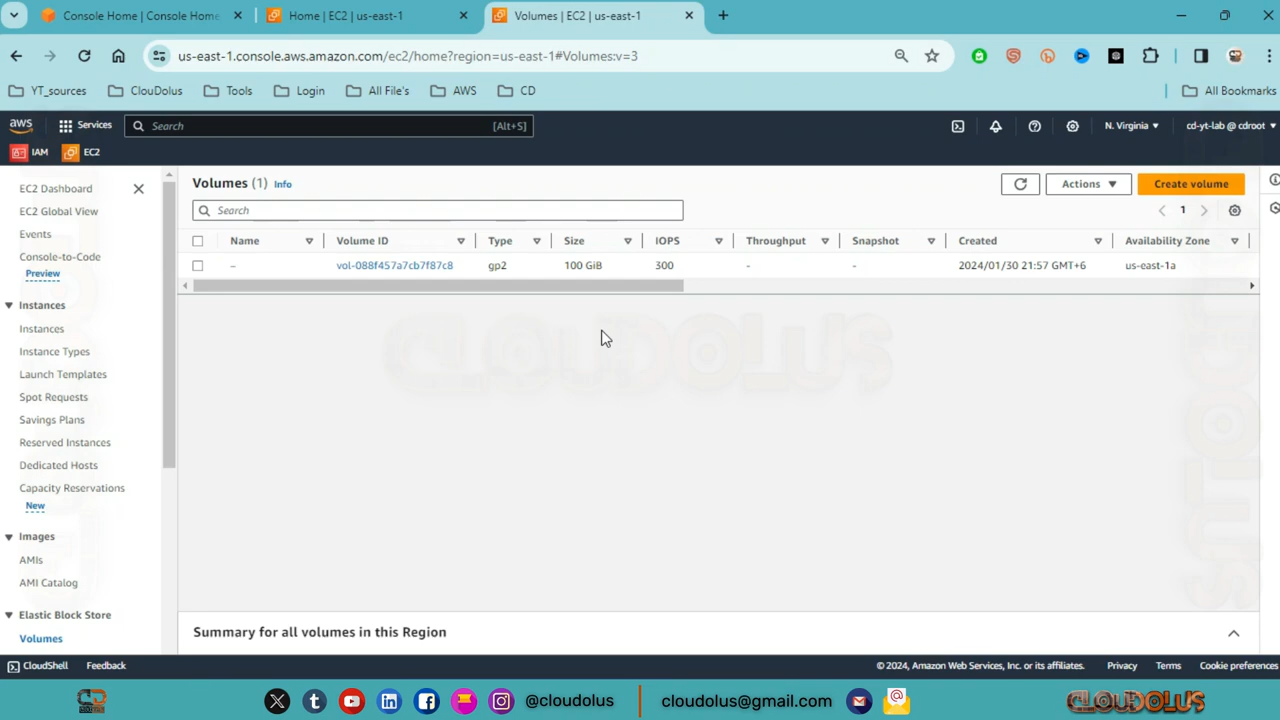 Console Home | Console Home
Home | EC2 | us-east-1
Volumes | EC2 | us-east-1
us-east-1.console.aws.amazon.com/ec2/home?region=us-east-1#Volumes:v=3
YT_sources
CloudDolus
Tools
Login
All File's
AWS
CD
All Bookmarks
aws
Services
Search
[Alt+S]
N. Virginia
cd-yt-lab @ cdroot
IAM
EC2
EC2 Dashboard
EC2 Global View
Events
Console-to-Code
Preview
Instances
Instances
Instance Types
Launch Templates
Spot Requests
Savings Plans
Reserved Instances
Dedicated Hosts
Capacity Reservations
New
Images
AMIs
AMI Catalog
Elastic Block Store
Volumes
Volumes (1) Info
Actions
Create volume
Search
1
Name Volume ID Type Size IOPS Throughput Snapshot Created Availability Zone
– vol-088f457a7cb7f87c8 gp2 100 GiB 300 - - 2024/01/30 21:57 GMT+6 us-east-1a
CLOUDOLUS
Summary for all volumes in this Region
CloudShell
Feedback
© 2024, Amazon Web Services, Inc. or its affiliates.
Privacy
Terms
Cookie preferences
@cloudolus
cloudolus@gmail.com
CLOUDOLUS